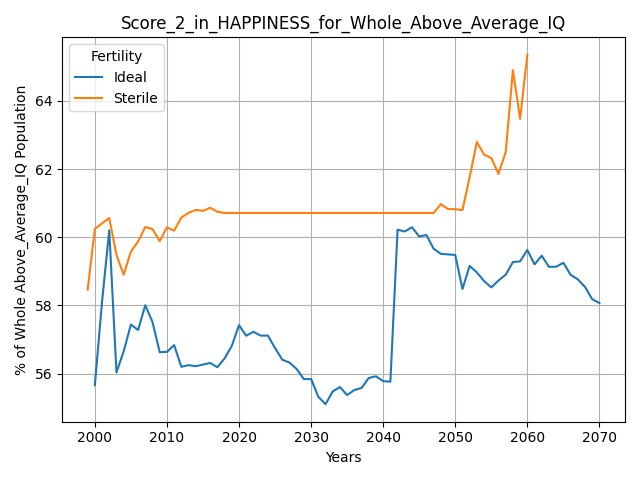 Score_2_in_HAPPINESS_for_Whole_Above_Average_IQ
Fertility
Ideal
Sterile
% of Whole Above_Average_IQ Population
64
62
60
58
56
2000 2010 2020 2030 2040 2050 2060 2070
Years